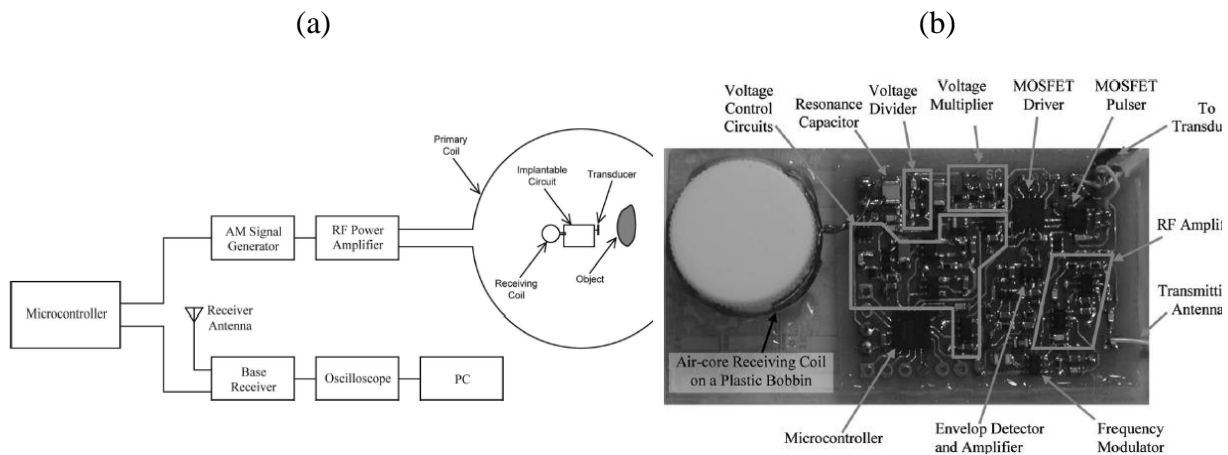 (a)
(b)
Primary
Coil
Implantable
Circuit
Transducer
Receiving
Coil
Object
AM Signal
Generator
RF Power
Amplifier
Microcontroller
Receiver
Antenna
Base
Receiver
Oscilloscope
PC
Voltage
Control
Circuits
Resonance
Capacitor
Voltage
Divider
Voltage
Multiplier
MOSFET
Driver
MOSFET
Pulser
To
Transdu
RF Amplif
Transmitti
Antenna
Air-core Receiving Coil
on a Plastic Bobbin
Microcontroller
Envelop Detector
and Amplifier
Frequency
Modulator